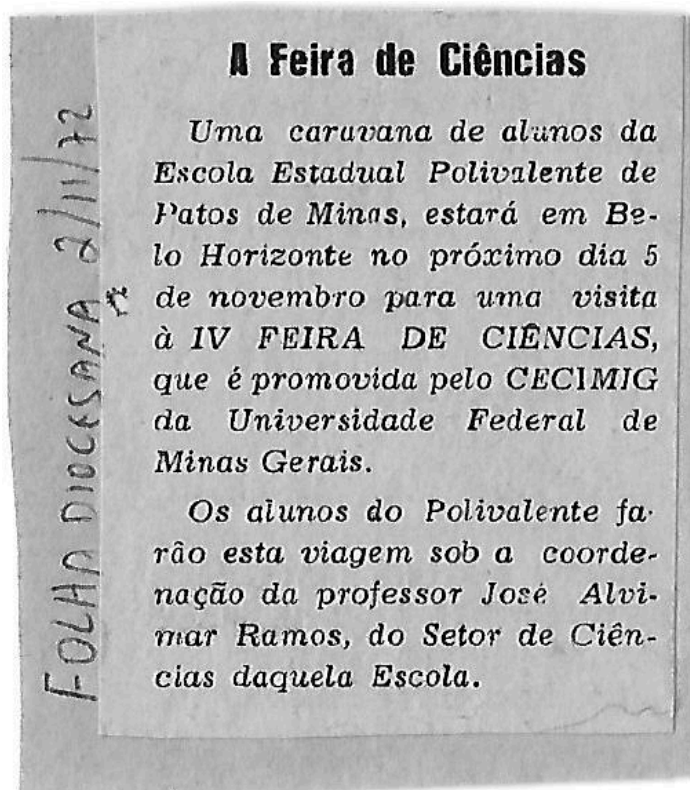 A Feira de Ciências
Uma caravana de alunos da
Escola Estadual Polivalente de
Patos de Minas, estará em Be-
lo Horizonte no próximo dia 5
de novembro para uma visita
à IV FEIRA DE CIÊNCIAS,
que é promovida pelo CECIMIG
da Universidade Federal de
Minas Gerais.
Os alunos do Polivalente fa-
rão esta viagem sob a coorde-
nação da professor José Alvi-
mar Ramos, do Setor de Ciên-
cias daquela Escola.
FOLHA DIOCESANA 2/11/72